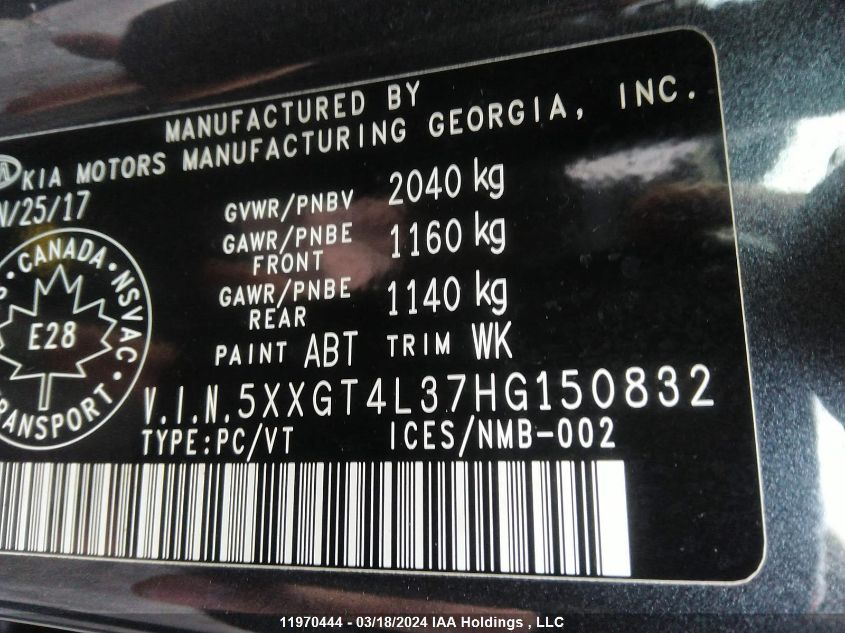 MANUFACTURED BY
KIA MOTORS MANUFACTURING GEORGIA, INC.
N/25/17
GVWR/PNBV 2040 kg
GAWR/PNBE FRONT 1160 kg
GAWR/PNBE REAR 1140 kg
PAINT ABT TRIM WK
V.I.N.5XXGT4L37HG150832
TYPE:PC/VT ICES/NMB-002
CANADA • NSVAC •
E28
11970444 - 03/18/2024 IAA Holdings , LLC